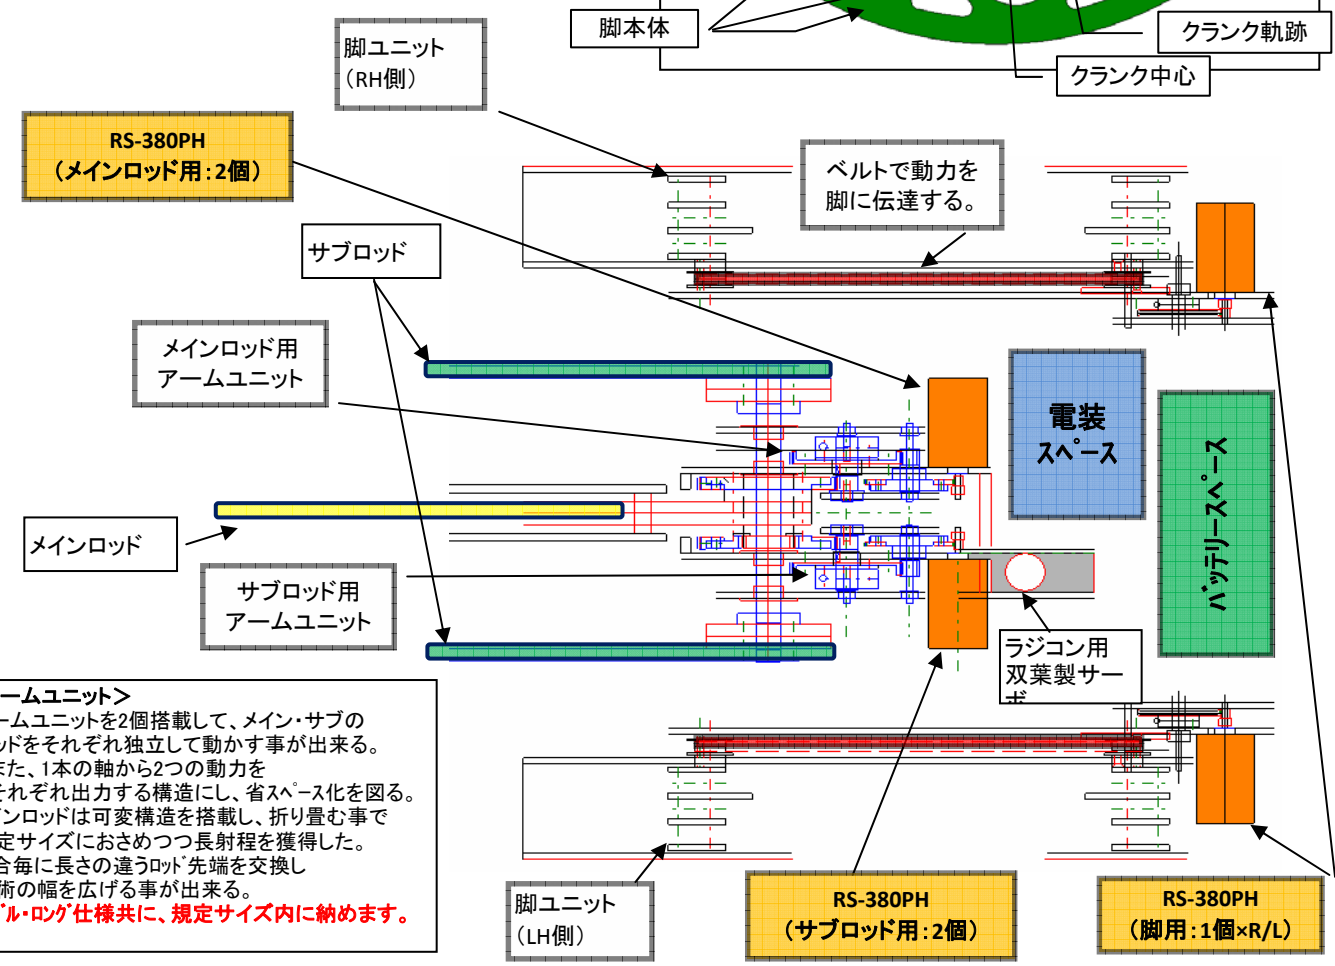 脚本体
クランク軌跡
クランク中心
脚ユニット
（RH側）
RS-380PH
（メインロッド用：2個）
ベルトで動力を
脚に伝達する。
サブロッド
メインロッド用
アームユニット
電装
スペース
バッテリースペース
メインロッド
サブロッド用
アームユニット
ラジコン用
双葉製サー
ームユニット＞
ームユニットを2個搭載して、メイン・サブの
ッドをそれぞれ独立して動かす事が出来る。
また、1本の軸から2つの動力を
それぞれ出力する構造にし、省スペース化を図る。
インロッドは可変構造を搭載し、折り畳む事で
定サイズにおさめつつ長射程を獲得した。
合毎に長さの違うロッド先端を交換し
術の幅を広げる事が出来る。
ブル・ロング仕様共に、規定サイズ内に納めます。
脚ユニット
（LH側）
RS-380PH
（サブロッド用：2個）
RS-380PH
（脚用：1個×R/L）